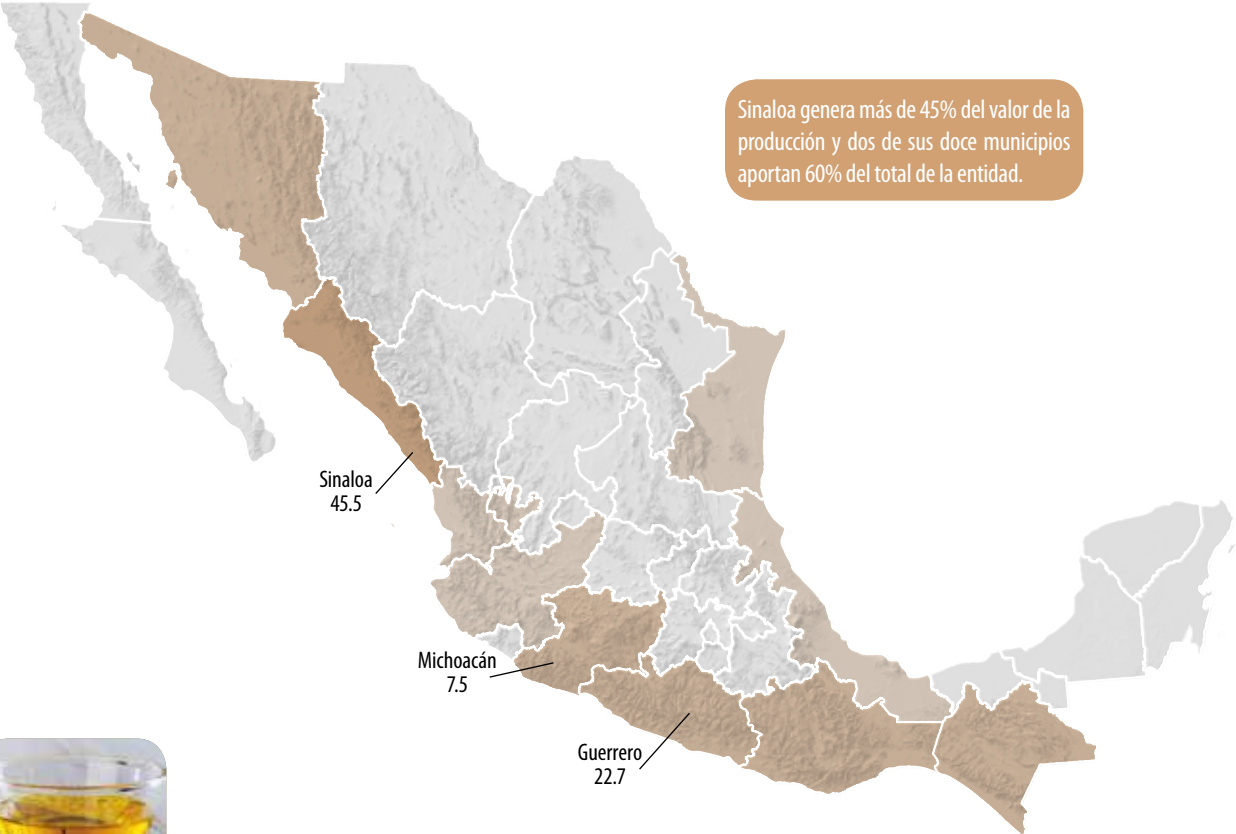 Sinaloa genera más de 45% del valor de la
producción y dos de sus doce municipios
aportan 60% del total de la entidad.
Sinaloa
45.5
Michoacán
7.5
Guerrero
22.7